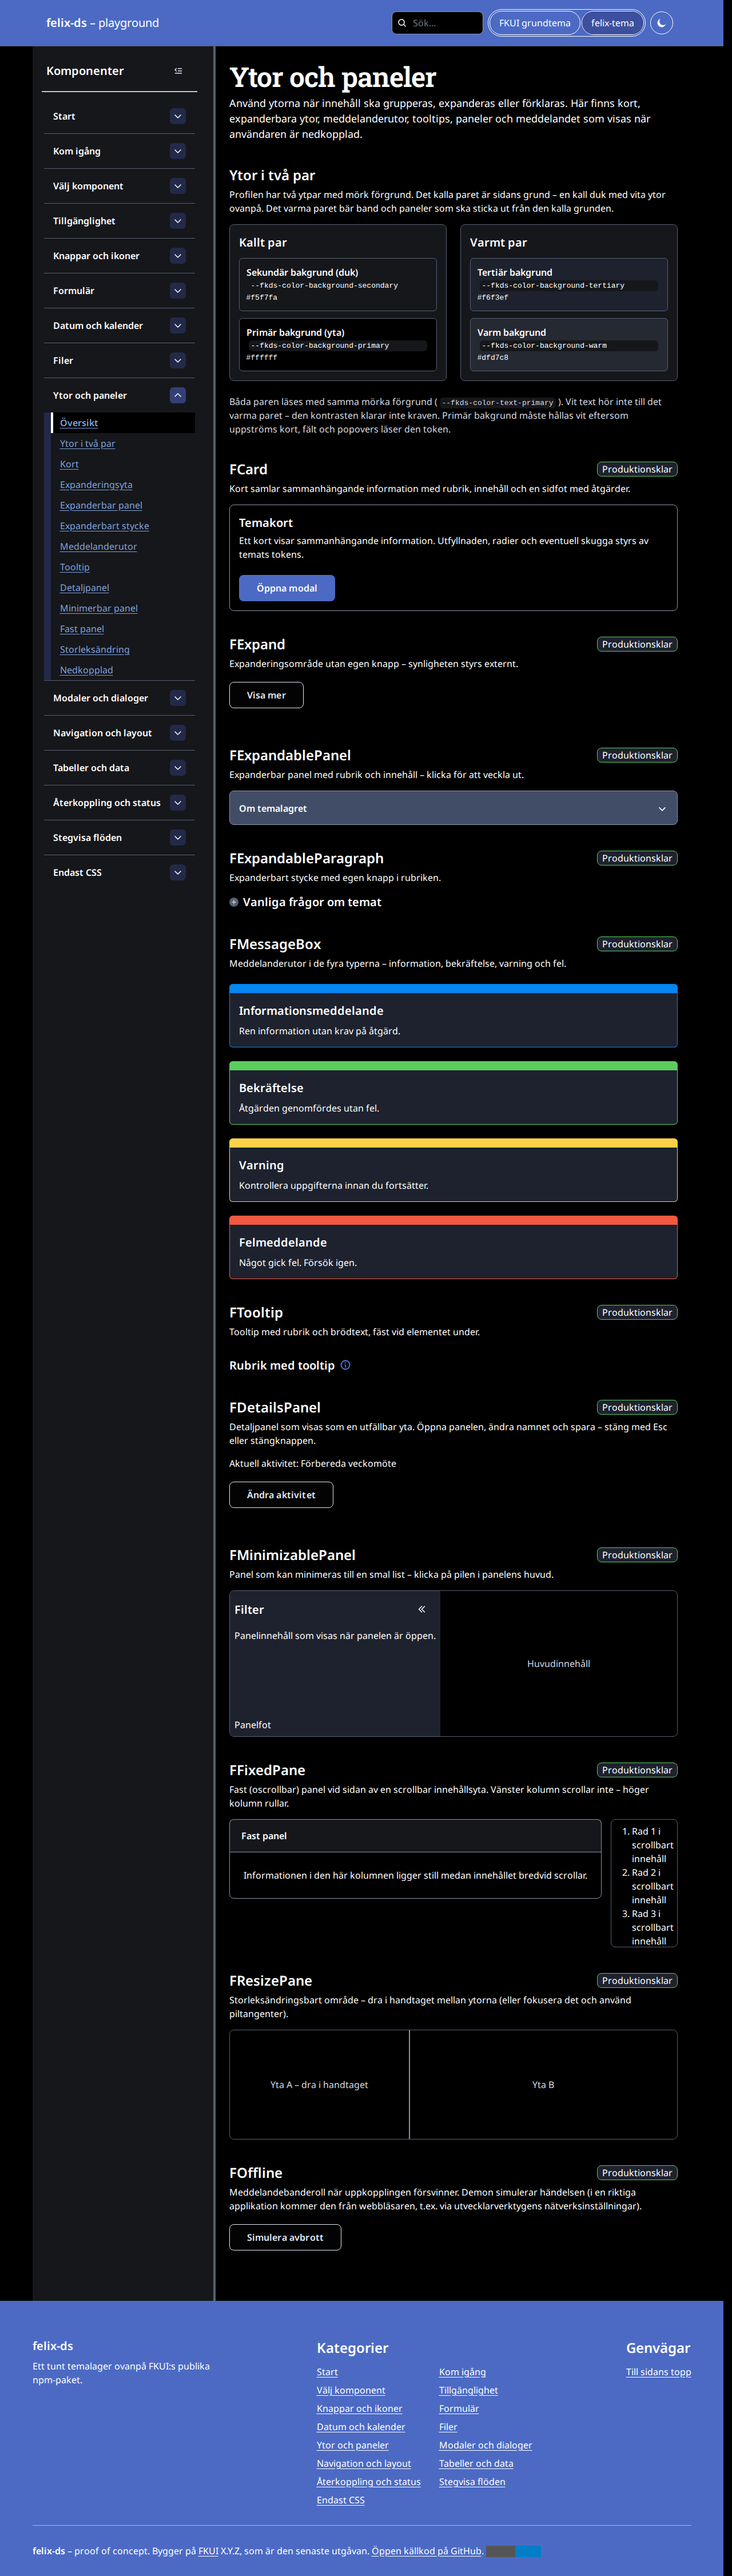 felix-ds – playground
Sök...
FKUI grundtema
felix-tema
Komponenter
Start
Kom igång
Välj komponent
Tillgänglighet
Knappar och ikoner
Formulär
Datum och kalender
Filer
Ytor och paneler
Översikt
Ytor i två par
Kort
Expanderingsyta
Expanderbar panel
Expanderbart stycke
Meddelanderutor
Tooltip
Detaljpanel
Minimerbar panel
Fast panel
Storleksändring
Nedkopplad
Modaler och dialoger
Navigation och layout
Tabeller och data
Återkoppling och status
Stegvisa flöden
Endast CSS
Ytor och paneler
Använd ytorna när innehåll ska grupperas, expanderas eller förklaras. Här finns kort,
expanderbara ytor, meddelanderutor, tooltips, paneler och meddelandet som visas när
användaren är nedkopplad.
Ytor i två par
Profilen har två ytpar med mörk förgrund. Det kalla paret är sidans grund – en kall duk med vita ytor
ovanpå. Det varma paret bär band och paneler som ska sticka ut från den kalla grunden.
Kallt par
Sekundär bakgrund (duk)
--fkds-color-background-secondary
#f5f7fa
Primär bakgrund (yta)
--fkds-color-background-primary
#ffffff
Varmt par
Tertiär bakgrund
--fkds-color-background-tertiary
#f6f3ef
Varm bakgrund
--fkds-color-background-warm
#dfd7c8
Båda paren läses med samma mörka förgrund ( --fkds-color-text-primary ). Vit text hör inte till det
varma paret – den kontrasten klarar inte kraven. Primär bakgrund måste hållas vit eftersom
uppströms kort, fält och popovers läser den token.
FCard
Produktionsklar
Kort samlar sammanhängande information med rubrik, innehåll och en sidfot med åtgärder.
Temakort
Ett kort visar sammanhängande information. Utfyllnaden, radier och eventuell skugga styrs av
temats tokens.
Öppna modal
FExpand
Produktionsklar
Expanderingsområde utan egen knapp – synligheten styrs externt.
Visa mer
FExpandablePanel
Produktionsklar
Expanderbar panel med rubrik och innehåll – klicka för att veckla ut.
Om temalagret
FExpandableParagraph
Produktionsklar
Expanderbart stycke med egen knapp i rubriken.
Vanliga frågor om temat
FMessageBox
Produktionsklar
Meddelanderutor i de fyra typerna – information, bekräftelse, varning och fel.
Informationsmeddelande
Ren information utan krav på åtgärd.
Bekräftelse
Åtgärden genomfördes utan fel.
Varning
Kontrollera uppgifterna innan du fortsätter.
Felmeddelande
Något gick fel. Försök igen.
FTooltip
Produktionsklar
Tooltip med rubrik och brödtext, fäst vid elementet under.
Rubrik med tooltip
FDetailsPanel
Produktionsklar
Detaljpanel som visas som en utfällbar yta. Öppna panelen, ändra namnet och spara – stäng med Esc
eller stängknappen.
Aktuell aktivitet: Förbereda veckomöte
Ändra aktivitet
FMinimizablePanel
Produktionsklar
Panel som kan minimeras till en smal list – klicka på pilen i panelens huvud.
Filter
Panelinnehåll som visas när panelen är öppen.
Panelfot
Huvudinnehåll
FFixedPane
Produktionsklar
Fast (oscrollbar) panel vid sidan av en scrollbar innehållsyta. Vänster kolumn scrollar inte – höger
kolumn rullar.
Fast panel
Informationen i den här kolumnen ligger still medan innehållet bredvid scrollar.
1. Rad 1 i
scrollbart
innehåll
2. Rad 2 i
scrollbart
innehåll
3. Rad 3 i
scrollbart
innehåll
FResizePane
Produktionsklar
Storleksändringsbart område – dra i handtaget mellan ytorna (eller fokusera det och använd
piltangenter).
Yta A – dra i handtaget
Yta B
FOffline
Produktionsklar
Meddelandebanderoll när uppkopplingen försvinner. Demon simulerar händelsen (i en riktig
applikation kommer den från webbläsaren, t.ex. via utvecklarverktygens nätverksinställningar).
Simulera avbrott
felix-ds
Ett tunt temalager ovanpå FKUI:s publika
npm-paket.
Kategorier
Start
Kom igång
Välj komponent
Tillgänglighet
Knappar och ikoner
Formulär
Datum och kalender
Filer
Ytor och paneler
Modaler och dialoger
Navigation och layout
Tabeller och data
Återkoppling och status
Stegvisa flöden
Endast CSS
Genvägar
Till sidans topp
felix-ds – proof of concept. Bygger på FKUI X.Y.Z, som är den senaste utgåvan. Öppen källkod på GitHub.